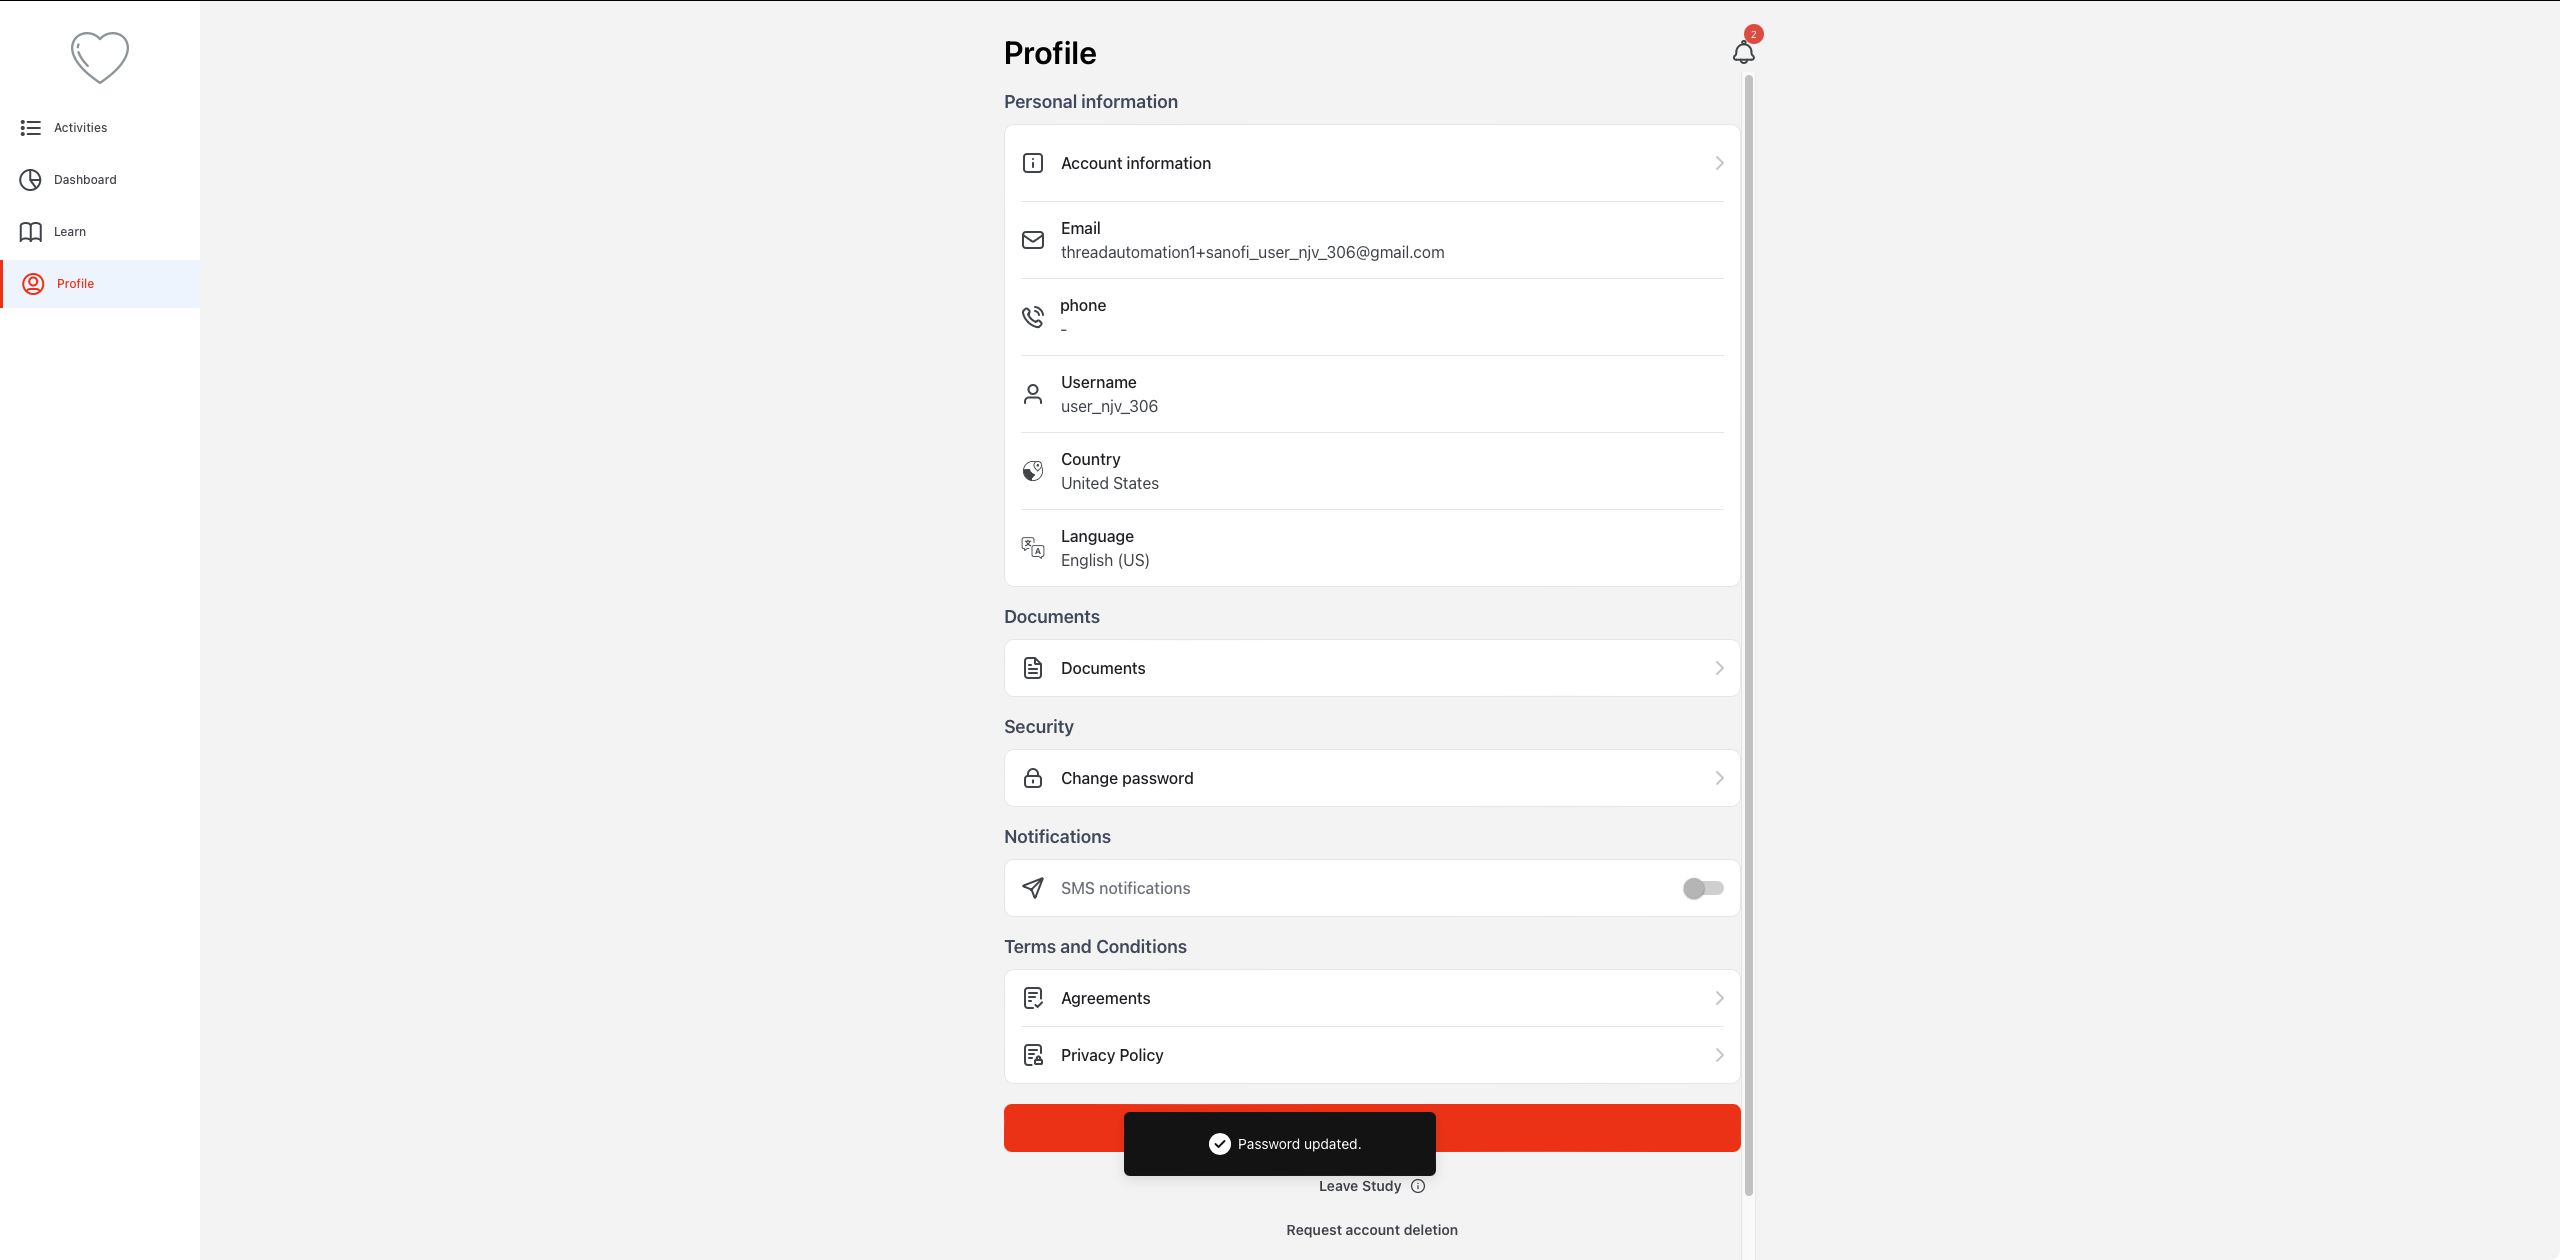 Activities
Dashboard
Learn
Profile
Profile
2
Personal information
Account information
Email
threadautomation1+sanofi_user_njv_306@gmail.com
phone
-
Username
user_njv_306
Country
United States
Language
English (US)
Documents
Documents
Security
Change password
Notifications
SMS notifications
Terms and Conditions
Agreements
Privacy Policy
Password updated.
Leave Study
Request account deletion